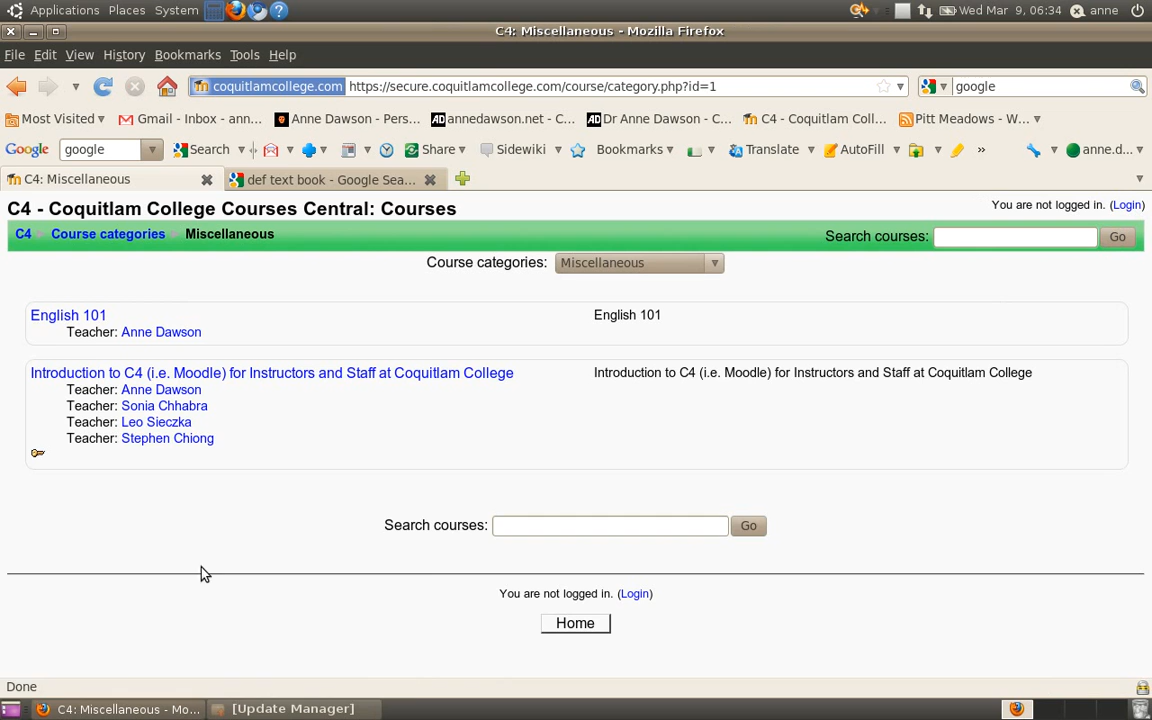 Applications Places System Wed Mar 9, 06:34 anne
C4: Miscellaneous - Mozilla Firefox
File Edit View History Bookmarks Tools Help
coquitlamcollege.com https://secure.coquitlamcollege.com/course/category.php?id=1 google
Most Visited Gmail - Inbox - ann... Anne Dawson - Pers... AD annedawson.net - C... AD Dr Anne Dawson - C... C4 - Coquitlam Coll... Pitt Meadows - W...
Google google Search Share Sidewiki Bookmarks Translate AutoFill » anne.d...
C4: Miscellaneous def text book - Google Sea...
C4 - Coquitlam College Courses Central: Courses You are not logged in. (Login)
C4 Course categories Miscellaneous Search courses: Go
Course categories: Miscellaneous
English 101 English 101
Teacher: Anne Dawson
Introduction to C4 (i.e. Moodle) for Instructors and Staff at Coquitlam College Introduction to C4 (i.e. Moodle) for Instructors and Staff at Coquitlam College
Teacher: Anne Dawson
Teacher: Sonia Chhabra
Teacher: Leo Sieczka
Teacher: Stephen Chiong
Search courses: Go
You are not logged in. (Login)
Home
Done
C4: Miscellaneous - Mo... [Update Manager]